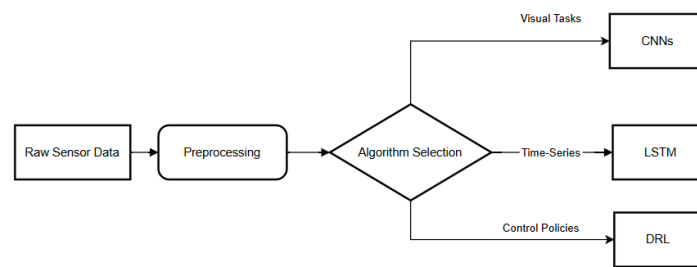 Visual Tasks
CNNs
Raw Sensor Data
Preprocessing
Algorithm Selection
Time-Series
LSTM
Control Policies
DRL